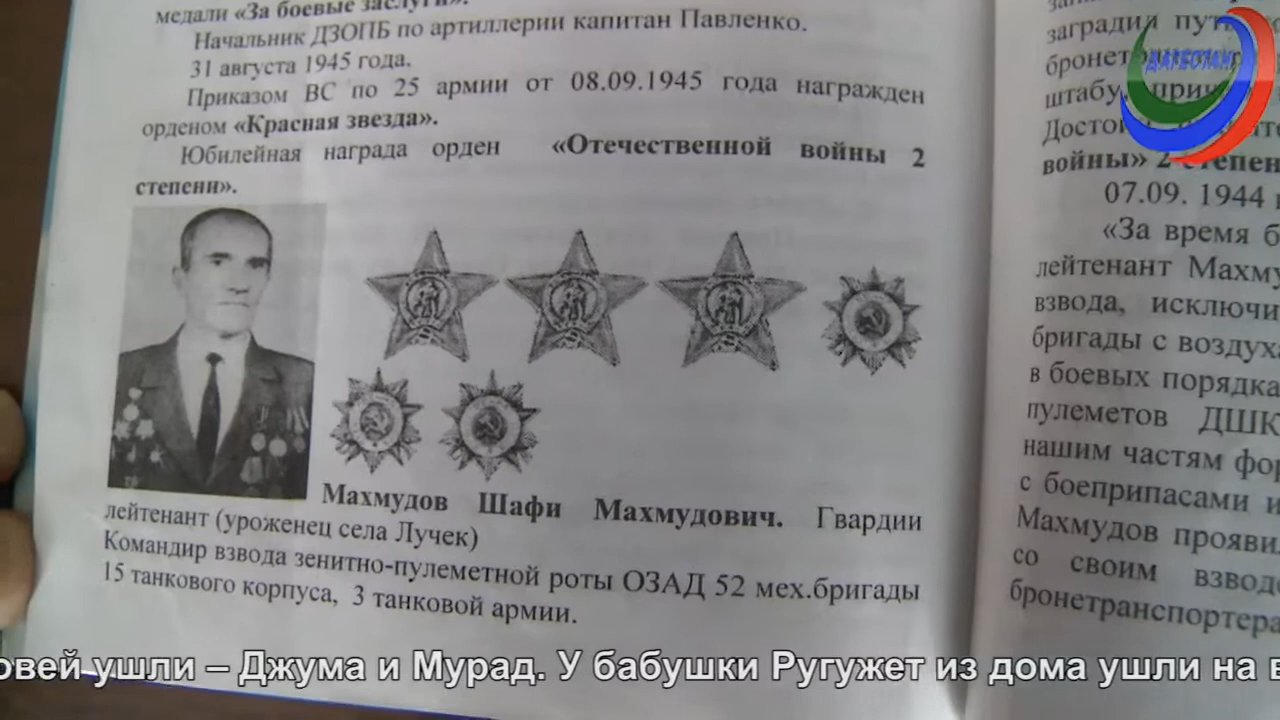 медали «За боевые заслуги».
Начальник ДЗОПБ по артиллерии капитан Павленко.
31 августа 1945 года.
Приказом ВС по 25 армии от 08.09.1945 года награжден
орденом «Красная звезда».
Юбилейная награда орден «Отечественной войны 2
степени».
Махмудов Шафи Махмудович. Гвардии
лейтенант (уроженец села Лучек)
Командир взвода зенитно-пулеметной роты ОЗАД 52 мех.бригады
15 танкового корпуса, 3 танковой армии.
заградил
штабу
войны» 2
07.09. 1944
«За время б
лейтенант Махму
взвода, исключи
бригады с воздуха
в боевых порядка
пулеметов ДШК
нашим частям фор
с боеприпасами и
Махмудов прояви
со своим взводо
бронетранспортера
ДАГЕСТАН
овей ушли – Джума и Мурад. У бабушки Ругужет из дома ушли на в